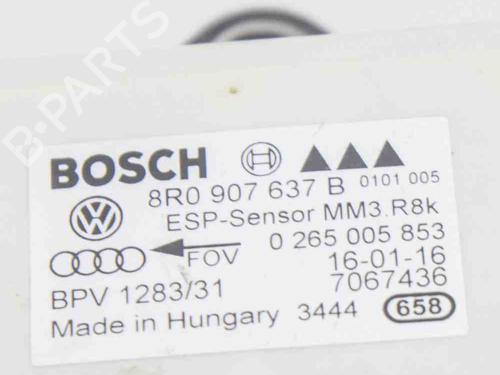 B-PARTS
BOSCH
8R0 907 637 B 0101 005
ESP-Sensor MM3.R8k
FOV 0 265 005 853
16-01-16
BPV 1283/31 7067436
Made in Hungary 3444 658